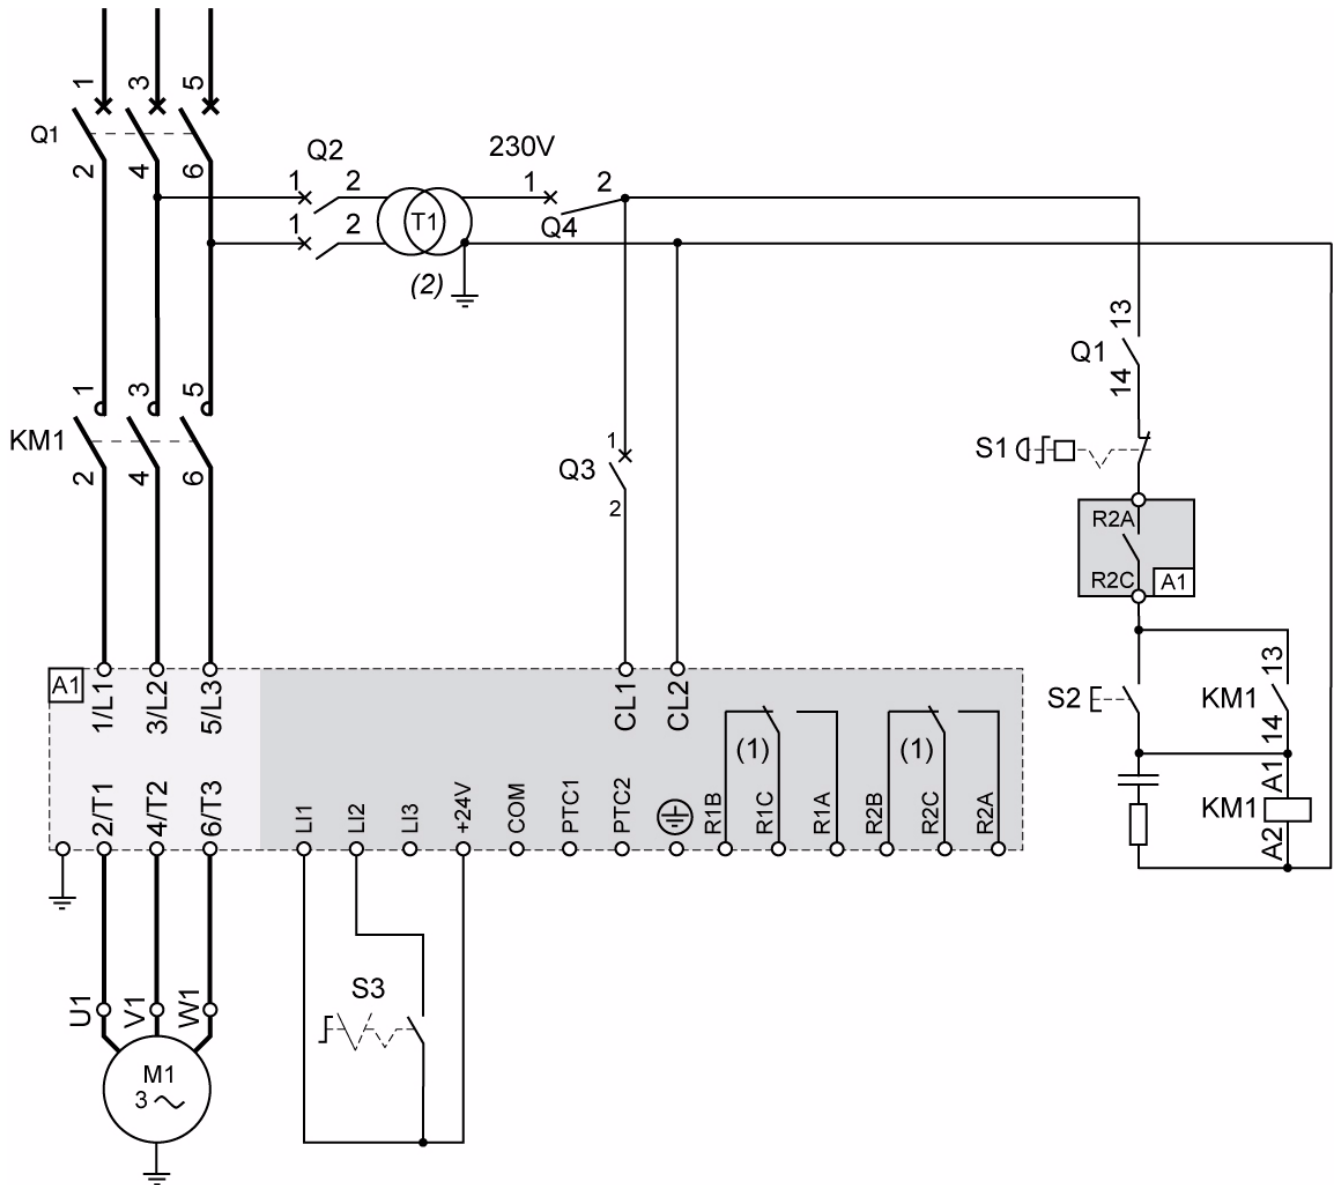 1 3 5
Q1
2 4 6
Q2
230V
1 2
1 2
T1
1 2
Q4
(2)
13
Q1
14
1 3 5
KM1
2 4 6
1
Q3
2
S1
R2A
R2C
A1
A1
1/L1
3/L2
5/L3
CL1
CL2
S2
13
KM1
14
(1)
(1)
2/T1
4/T2
6/T3
LI1
LI2
LI3
+24V
COM
PTC1
PTC2
R1B
R1C
R1A
R2B
R2C
R2A
A1
KM1
A2
S3
U1
V1
W1
M1
3